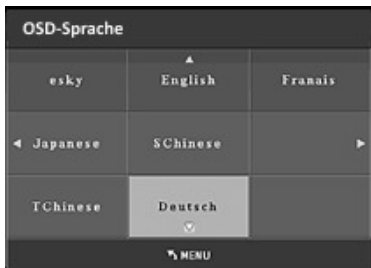 OSD-Sprache
esky English Franais
Japanese SChinese
TChinese Deutsch
MENU